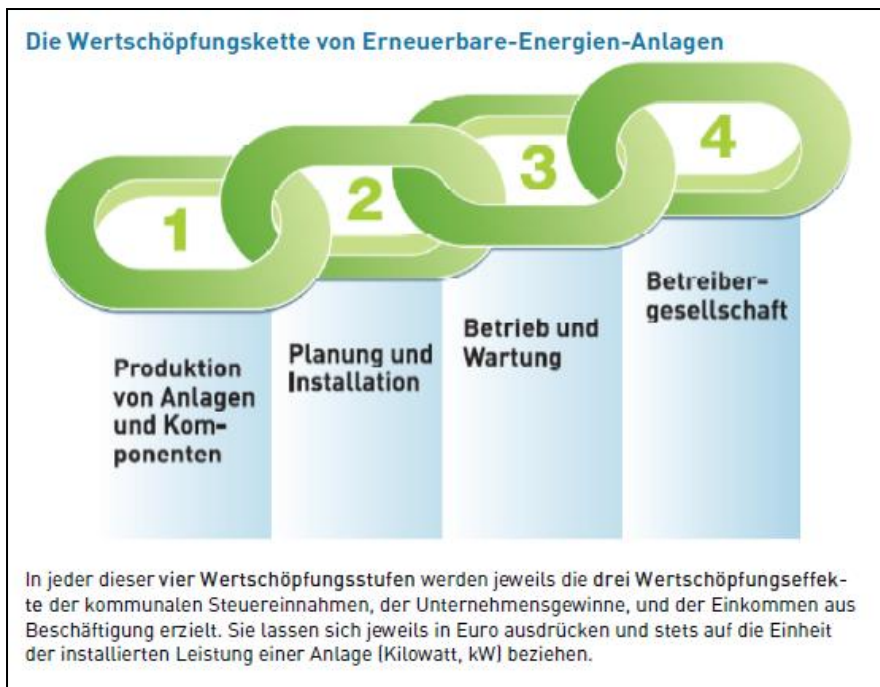 Die Wertschöpfungskette von Erneuerbare-Energien-Anlagen
1
2
3
4
Produktion
von Anlagen
und Kom-
ponenten
Planung und
Installation
Betrieb und
Wartung
Betreiber-
gesellschaft
In jeder dieser vier Wertschöpfungsstufen werden jeweils die drei Wertschöpfungseffek-
te der kommunalen Steuereinnahmen, der Unternehmensgewinne, und der Einkommen aus
Beschäftigung erzielt. Sie lassen sich jeweils in Euro ausdrücken und stets auf die Einheit
der installierten Leistung einer Anlage (Kilowatt, kW) beziehen.